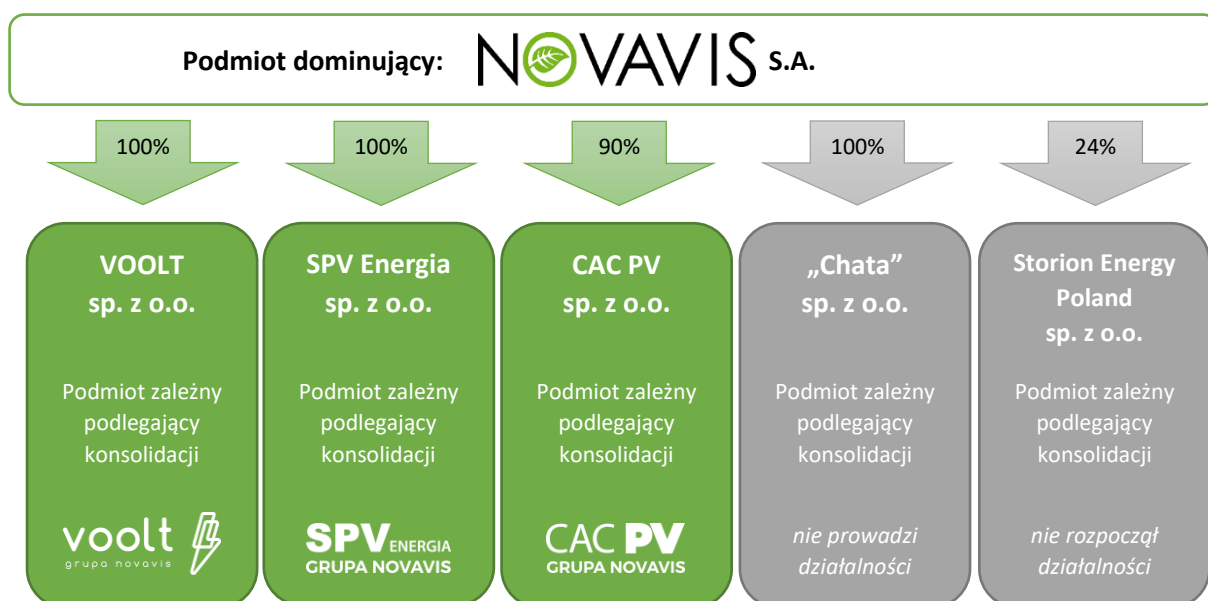 Podmiot dominujący: NOVAVIS S.A.
100%
100%
90%
100%
24%
VOOLT
sp. z o.o.
Podmiot zależny
podlegający
konsolidacji
voolt
grupa novavis
SPV Energia
sp. z o.o.
Podmiot zależny
podlegający
konsolidacji
SPV ENERGIA
GRUPA NOVAVIS
CAC PV
sp. z o.o.
Podmiot zależny
podlegający
konsolidacji
CAC PV
GRUPA NOVAVIS
„Chata”
sp. z o.o.
Podmiot zależny
podlegający
konsolidacji
nie prowadzi
działalności
Storion Energy
Poland
sp. z o.o.
Podmiot zależny
podlegający
konsolidacji
nie rozpoczął
działalności